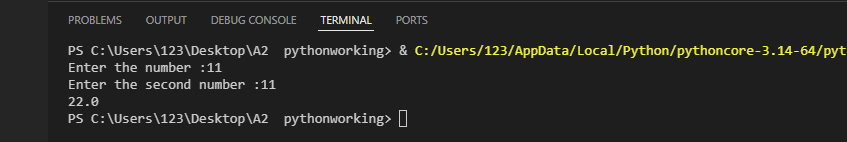 PROBLEMS OUTPUT DEBUG CONSOLE TERMINAL PORTS
PS C:\Users\123\Desktop\A2  pythonworking> & C:/Users/123/AppData/Local/Python/pythoncore-3.14-64/pyt
Enter the number :11
Enter the second number :11
22.0
PS C:\Users\123\Desktop\A2  pythonworking>